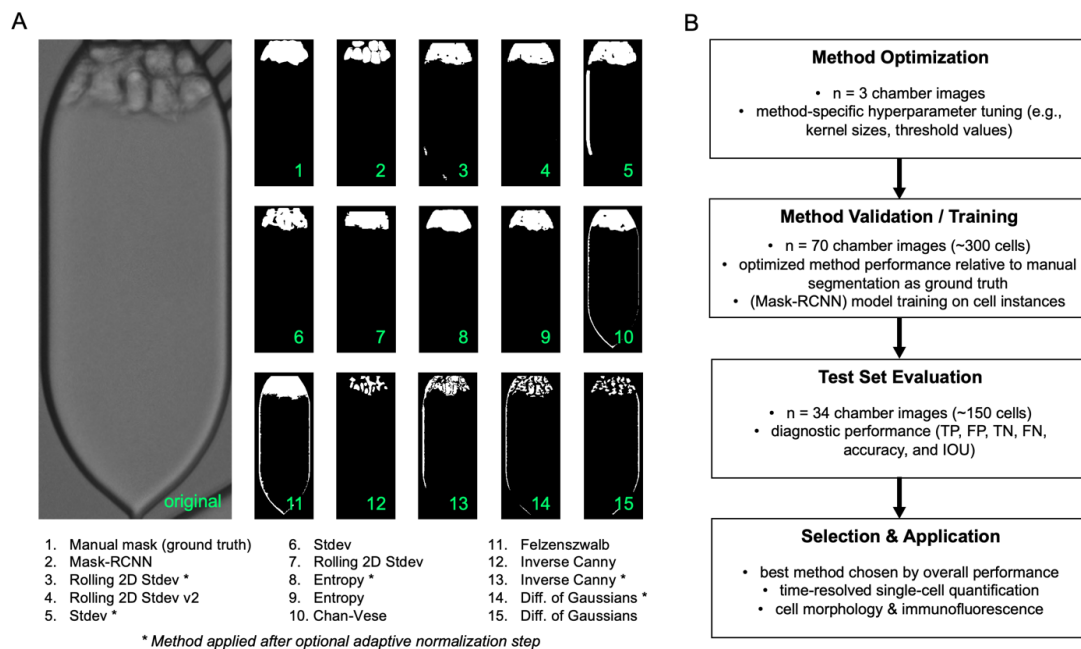 A
original
1
2
3
4
5
6
7
8
9
10
11
12
13
14
15
1. Manual mask (ground truth)
2. Mask-RCNN
3. Rolling 2D Stdev *
4. Rolling 2D Stdev v2
5. Stdev *
6. Stdev
7. Rolling 2D Stdev
8. Entropy *
9. Entropy
10. Chan-Vese
11. Felzenszwalb
12. Inverse Canny
13. Inverse Canny *
14. Diff. of Gaussians *
15. Diff. of Gaussians
* Method applied after optional adaptive normalization step
B
Method Optimization
• n = 3 chamber images
• method-specific hyperparameter tuning (e.g.,
kernel sizes, threshold values)
Method Validation / Training
• n = 70 chamber images (~300 cells)
• optimized method performance relative to manual
segmentation as ground truth
• (Mask-RCNN) model training on cell instances
Test Set Evaluation
• n = 34 chamber images (~150 cells)
• diagnostic performance (TP, FP, TN, FN,
accuracy, and IOU)
Selection & Application
• best method chosen by overall performance
• time-resolved single-cell quantification
• cell morphology & immunofluorescence